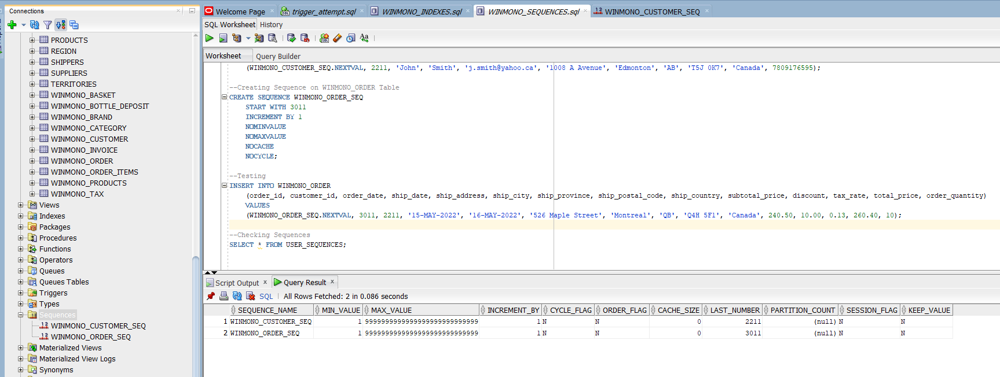 Connections
PRODUCTS
REGION
SHIPPERS
SUPPLIERS
TERRITORIES
WINMONO_BASKET
WINMONO_BOTTLE_DEPOSIT
WINMONO_BRAND
WINMONO_CATEGORY
WINMONO_CUSTOMER
WINMONO_INVOICE
WINMONO_ORDER
WINMONO_ORDER_ITEMS
WINMONO_PRODUCTS
WINMONO_TAX
Views
Indexes
Packages
Procedures
Functions
Operators
Queues
Queues Tables
Triggers
Types
Sequences
WINMONO_CUSTOMER_SEQ
WINMONO_ORDER_SEQ
Materialized Views
Materialized View Logs
Synonyms
Welcome Page trigger_attempt.sql WINMONO_INDEXES.sql WINMONO_SEQUENCES.sql WINMONO_CUSTOMER_SEQ
SQL Worksheet History
Worksheet Query Builder
(WINMONO_CUSTOMER_SEQ.NEXTVAL, 2211, 'John', 'Smith', 'j.smith@yahoo.ca', '1008 A Avenue', 'Edmonton', 'AB', 'T5J 0K7', 'Canada', 7809176595);
--Creating Sequence on WINMONO_ORDER Table
CREATE SEQUENCE WINMONO_ORDER_SEQ
START WITH 3011
INCREMENT BY 1
NOMINVALUE
NOMAXVALUE
NOCACHE
NOCYCLE;
--Testing
INSERT INTO WINMONO_ORDER
(order_id, customer_id, order_date, ship_date, ship_address, ship_city, ship_province, ship_postal_code, ship_country, subtotal_price, discount, tax_rate, total_price, order_quantity)
VALUES
(WINMONO_ORDER_SEQ.NEXTVAL, 3011, 2211, '15-MAY-2022', '16-MAY-2022', '526 Maple Street', 'Montreal', 'QB', 'Q4H 5F1', 'Canada', 240.50, 10.00, 0.13, 260.40, 10);
--Checking Sequences
SELECT * FROM USER_SEQUENCES;
Script Output x Query Result x
SQL All Rows Fetched: 2 in 0.086 seconds
SEQUENCE_NAME MIN_VALUE MAX_VALUE INCREMENT_BY CYCLE_FLAG ORDER_FLAG CACHE_SIZE LAST_NUMBER PARTITION_COUNT SESSION_FLAG KEEP_VALUE
1 WINMONO_CUSTOMER_SEQ 1 9999999999999999999999999999 1 N N 0 2211 (null) N N
2 WINMONO_ORDER_SEQ 1 9999999999999999999999999999 1 N N 0 3011 (null) N N